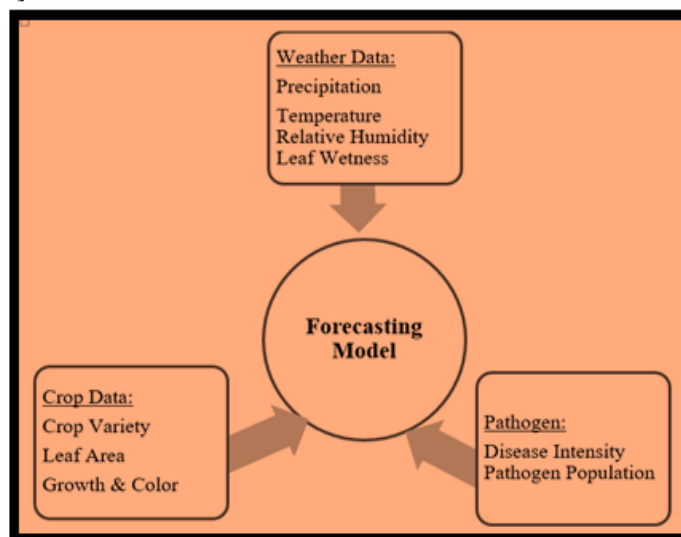 Weather Data:
Precipitation
Temperature
Relative Humidity
Leaf Wetness
Forecasting
Model
Crop Data:
Crop Variety
Leaf Area
Growth & Color
Pathogen:
Disease Intensity
Pathogen Population